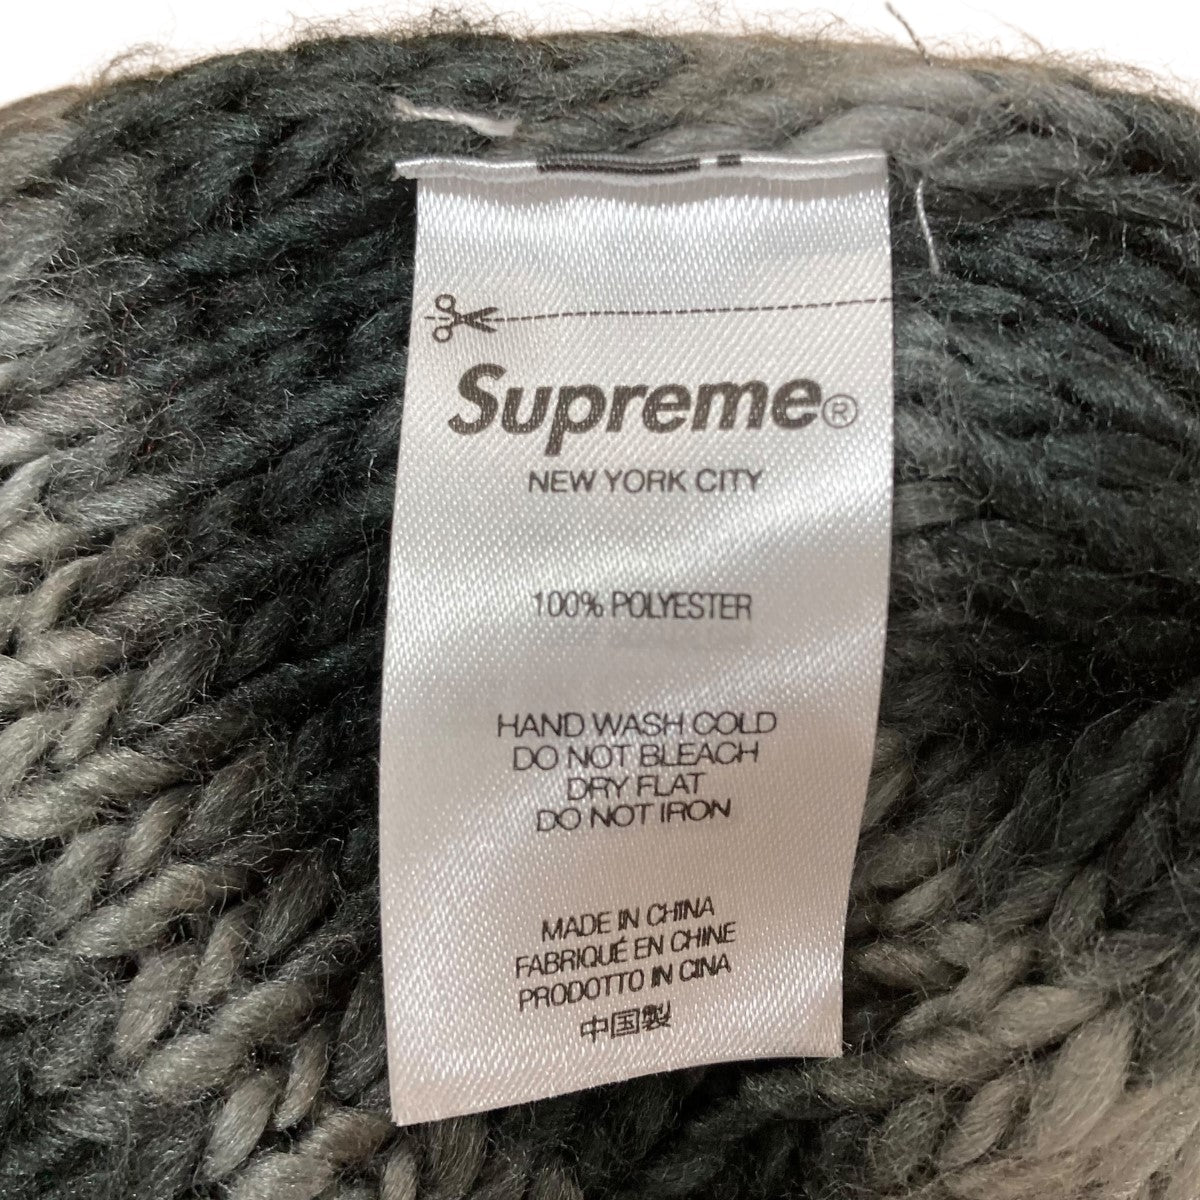 Supreme®
NEW YORK CITY
100% POLYESTER
HAND WASH COLD
DO NOT BLEACH
DRY FLAT
DO NOT IRON
MADE IN CHINA
FABRIQUÉ EN CHINE
PRODOTTO IN CINA
中国製